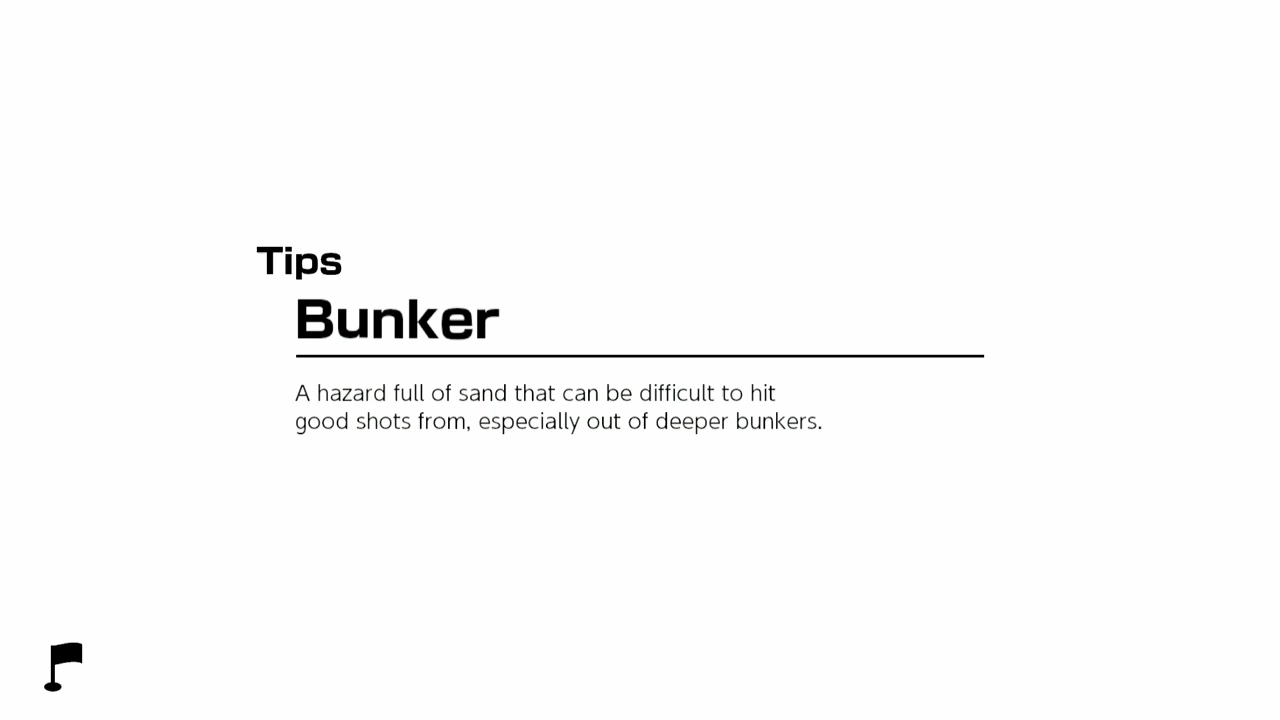 Tips
Bunker
A hazard full of sand that can be difficult to hit
good shots from, especially out of deeper bunkers.